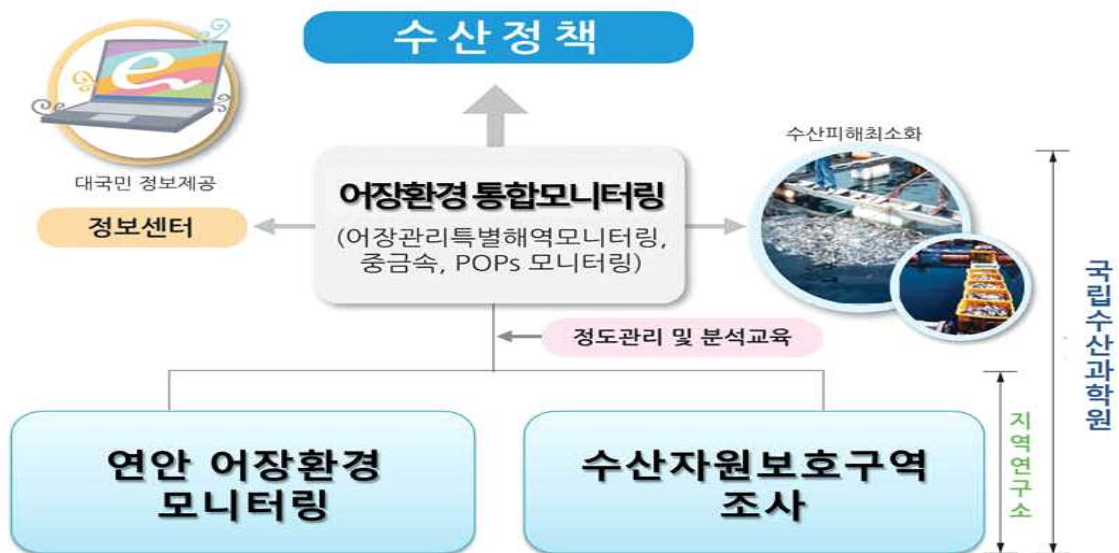 수산정책
대국민 정보제공
정보센터
어장환경 통합모니터링
(어장관리특별해역모니터링,
중금속, POPs 모니터링)
수산피해최소화
정도관리 및 분석교육
연안 어장환경
모니터링
수산자원보호구역
조사
지역연구소
국립수산과학원